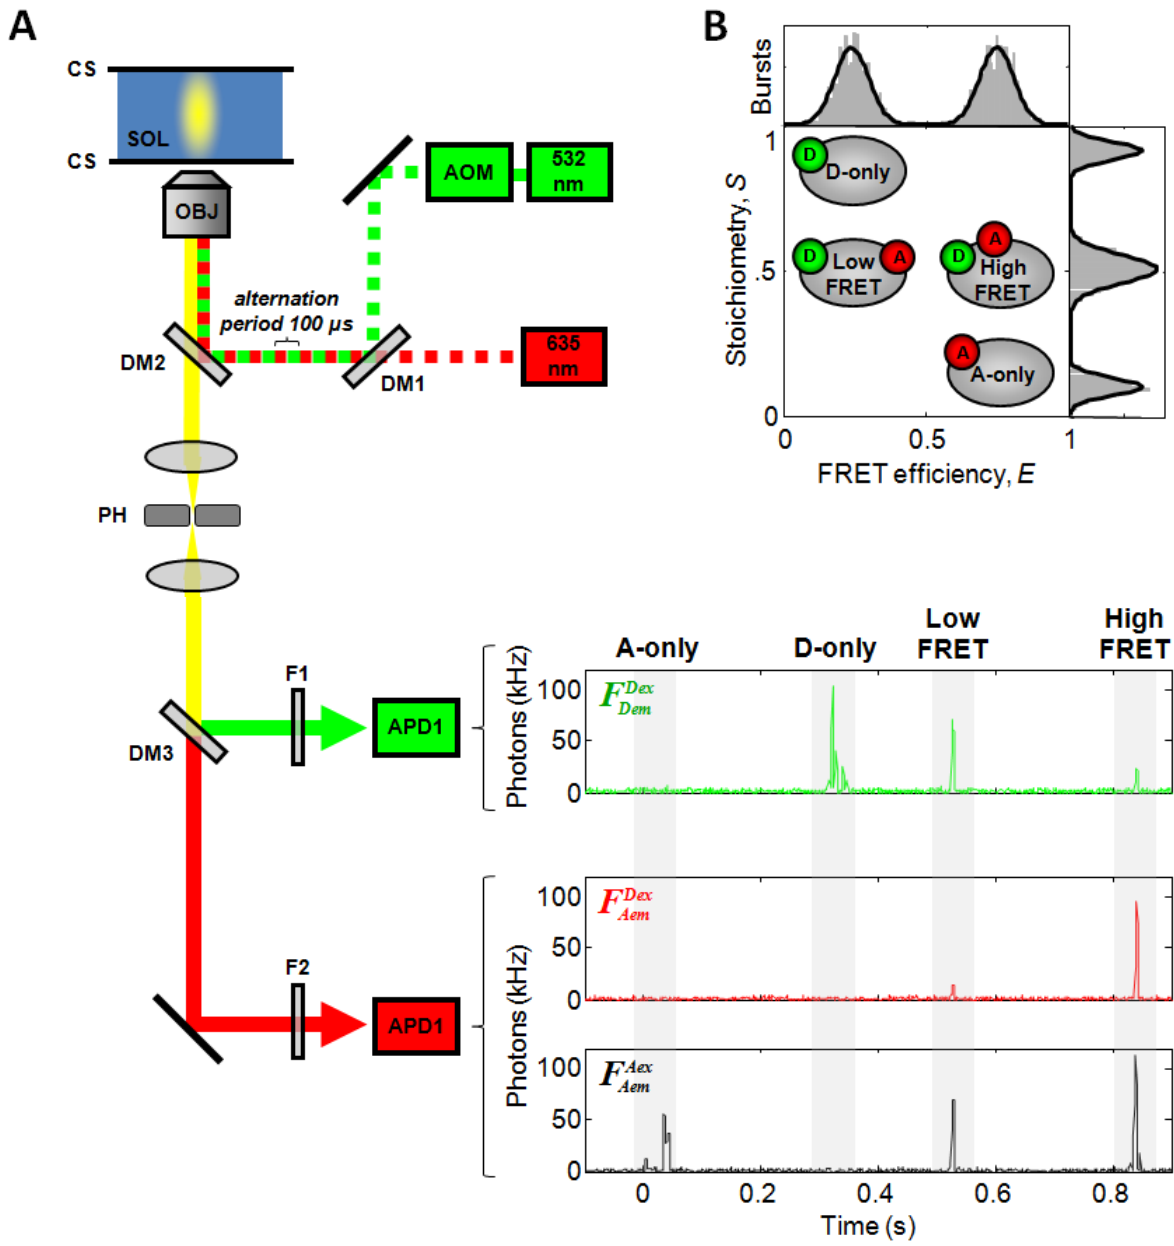 A
CS
SOL
CS
OBJ
AOM
532
nm
alternation
period 100 µs
635
nm
DM2
DM1
PH
F1
DM3
APD1
F2
APD1
B
Bursts
Stoichiometry, S
1
.5
0
D
D-only
D
A
Low
FRET
D
A
High
FRET
A
A-only
0
0.5
1
FRET efficiency, E
A-only
D-only
Low
FRET
High
FRET
Photons (kHz)
100
50
0
F Dex Dem
Photons (kHz)
100
50
0
F Dex Aem
100
50
0
F Aex Aem
0
0.2
0.4
0.6
0.8
Time (s)